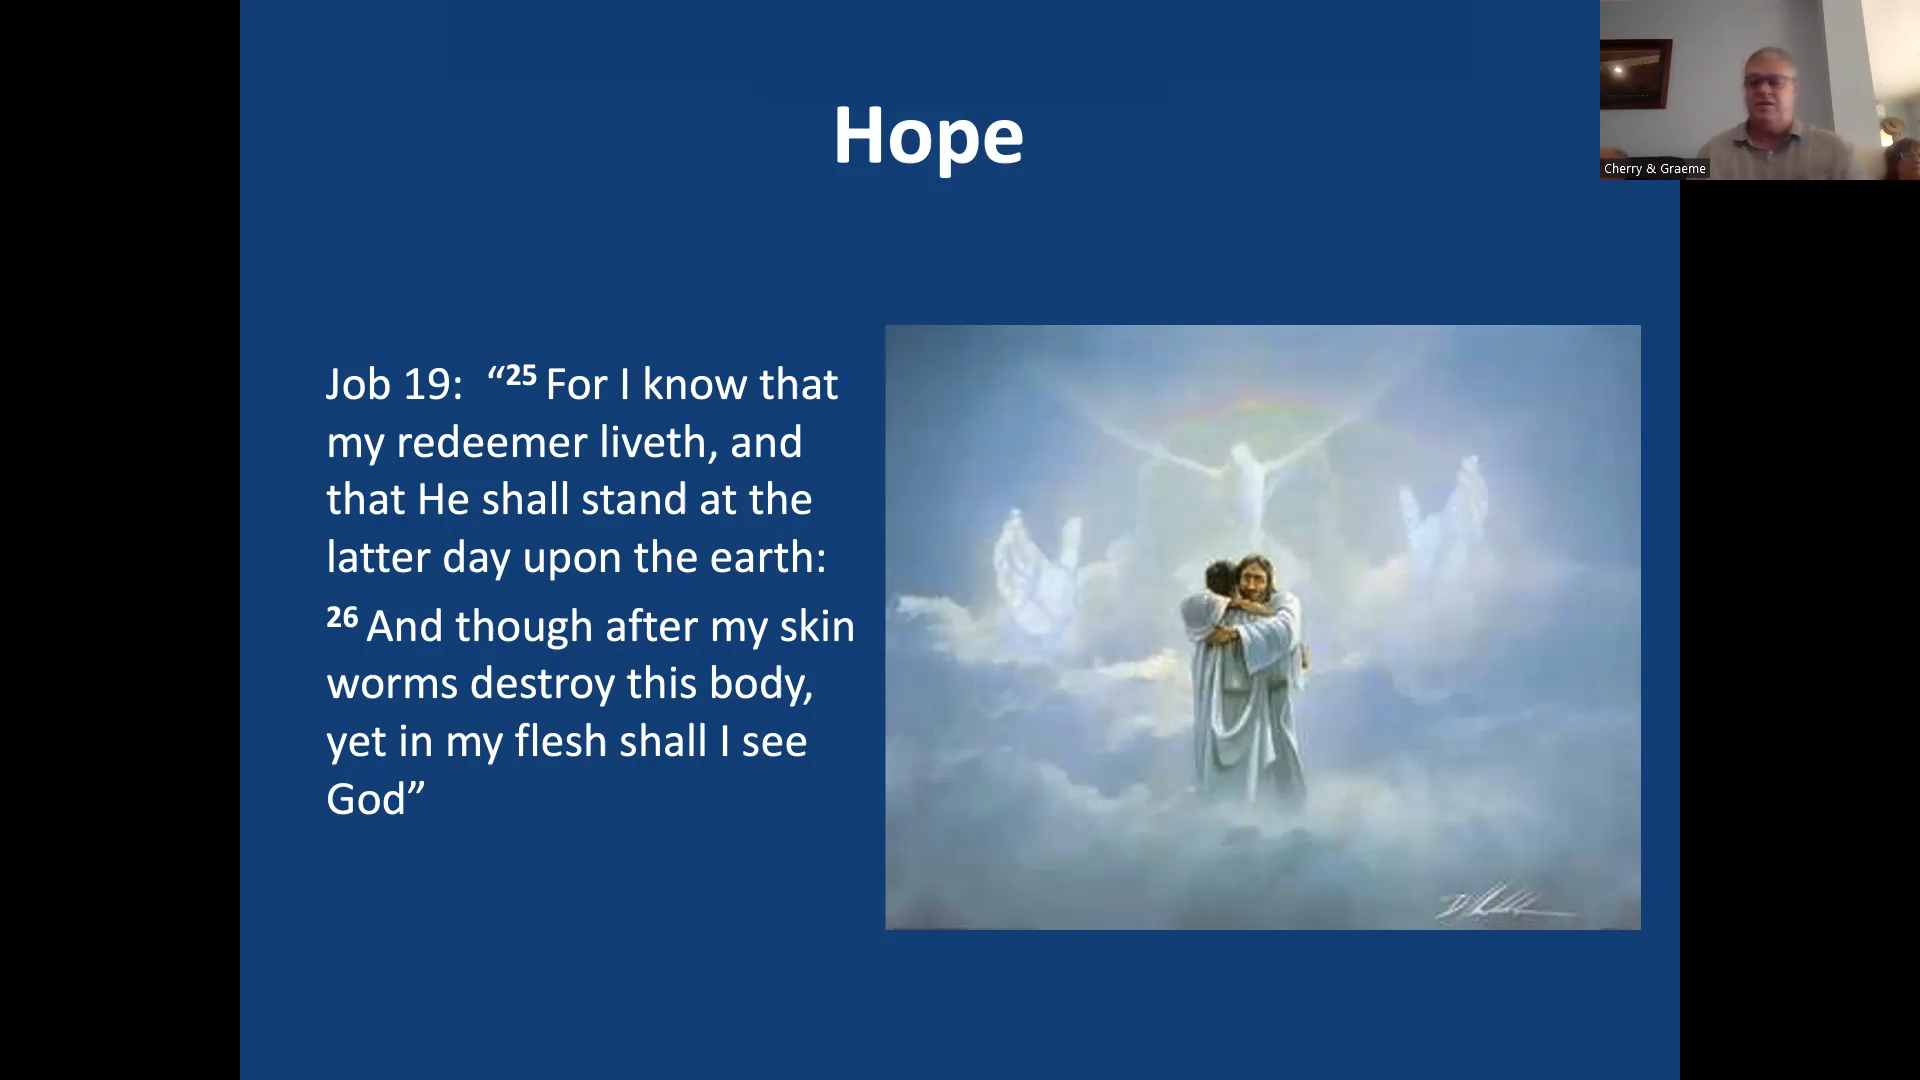 Hope
Cherry & Graeme
Job 19:  “25 For I know that
my redeemer liveth, and
that He shall stand at the
latter day upon the earth:
26 And though after my skin
worms destroy this body,
yet in my flesh shall I see
God”